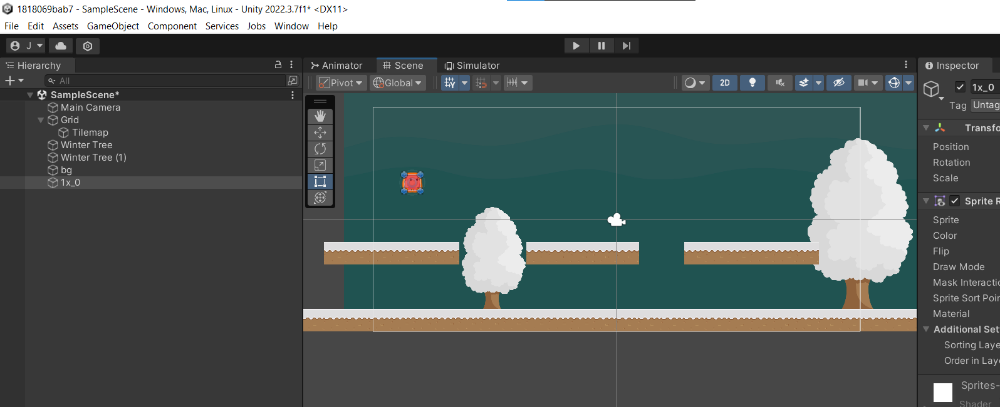 1818069bab7 - SampleScene - Windows, Mac, Linux - Unity 2022.3.7f1* <DX11>
File Edit Assets GameObject Component Services Jobs Window Help
J
Hierarchy
Animator
Scene
Simulator
Inspector
All
Pivot
Global
2D
1x_0
SampleScene*
Main Camera
Tag Untag
Grid
Tilemap
Transfo
Winter Tree
Position
Winter Tree (1)
Rotation
bg
Scale
1x_0
Sprite R
Sprite
Color
Flip
Draw Mode
Mask Interactio
Sprite Sort Poin
Material
Additional Set
Sorting Laye
Order in Laye
Sprites-
Shader